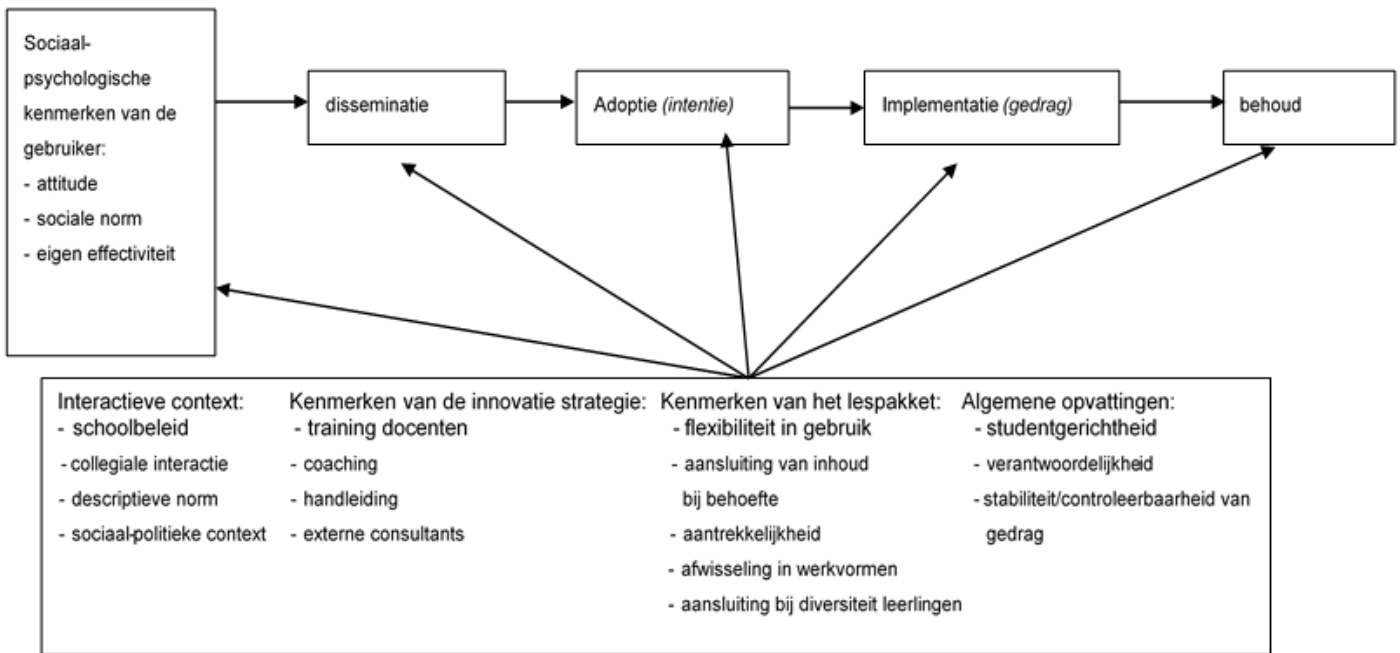 Sociaal-
psychologische
kenmerken van de
gebruiker:
- attitude
- sociale norm
- eigen effectiviteit
disseminatie
Adoptie (intentie)
Implementatie (gedrag)
behoud
Interactieve context:
- schoolbeleid
- collegiale interactie
- descriptieve norm
- sociaal-politieke context
Kenmerken van de innovatie strategie:
- training docenten
- coaching
- handleiding
- externe consultants
Kenmerken van het lespakket:
- flexibiliteit in gebruik
- aansluiting van inhoud
bij behoefte
- aantrekkelijkheid
- afwisseling in werkvormen
- aansluiting bij diversiteit leerlingen
Algemene opvattingen:
- studentgerichtheid
- verantwoordelijkheid
- stabiliteit/controleerbaarheid van
gedrag